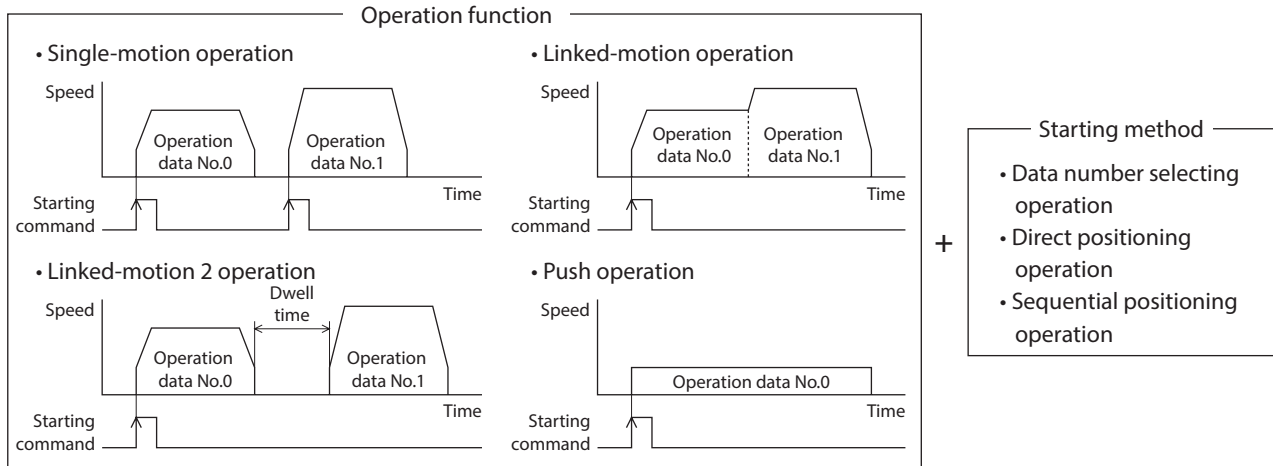 Operation function
• Single-motion operation
Speed
Operation
data No.0
Operation
data No.1
Time
Starting
command
• Linked-motion operation
Speed
Operation
data No.0
Operation
data No.1
Time
Starting
command
• Linked-motion 2 operation
Speed
Dwell
time
Operation
data No.0
Operation
data No.1
Time
Starting
command
• Push operation
Speed
Operation data No.0
Time
Starting
command
+
Starting method
• Data number selecting
operation
• Direct positioning
operation
• Sequential positioning
operation